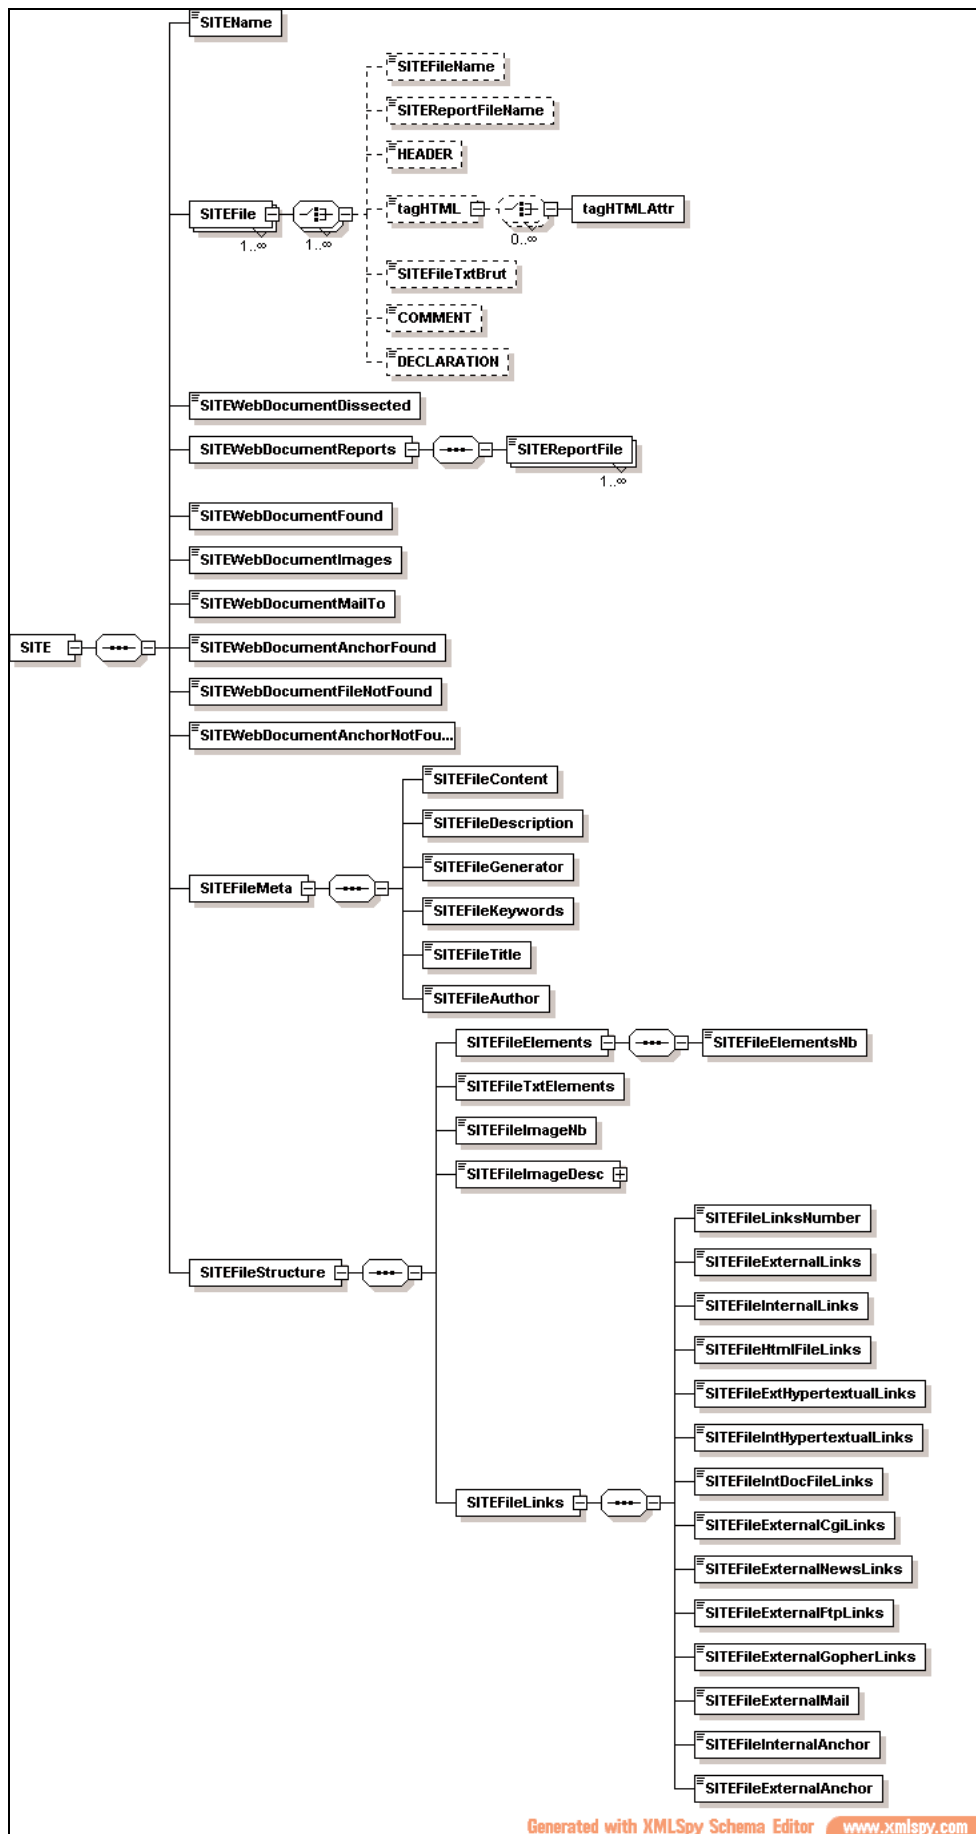 SITEName
SITEFileName
SITEReportFileName
HEADER
SITEFile
1..∞
1..∞
tagHTML
0..∞
tagHTMLAttr
SITEFileTxtBrut
COMMENT
DECLARATION
SITEWebDocumentDissected
SITEWebDocumentReports
SITEReportFile
1..∞
SITEWebDocumentFound
SITEWebDocumentImages
SITEWebDocumentMailTo
SITE
SITEWebDocumentAnchorFound
SITEWebDocumentFileNotFound
SITEWebDocumentAnchorNotFou...
SITEFileContent
SITEFileDescription
SITEFileGenerator
SITEFileMeta
SITEFileKeywords
SITEFileTitle
SITEFileAuthor
SITEFileElements
SITEFileElementsNb
SITEFileTxtElements
SITEFileImageNb
SITEFileImageDesc
SITEFileStructure
SITEFileLinksNumber
SITEFileExternalLinks
SITEFileInternalLinks
SITEFileHtmlFileLinks
SITEFileExtHypertextualLinks
SITEFileIntHypertextualLinks
SITEFileIntDocFileLinks
SITEFileLinks
SITEFileExternalCgiLinks
SITEFileExternalNewsLinks
SITEFileExternalFtpLinks
SITEFileExternalGopherLinks
SITEFileExternalMail
SITEFileInternalAnchor
SITEFileExternalAnchor
Generated with XMLSpy Schema Editor www.xmlspy.com